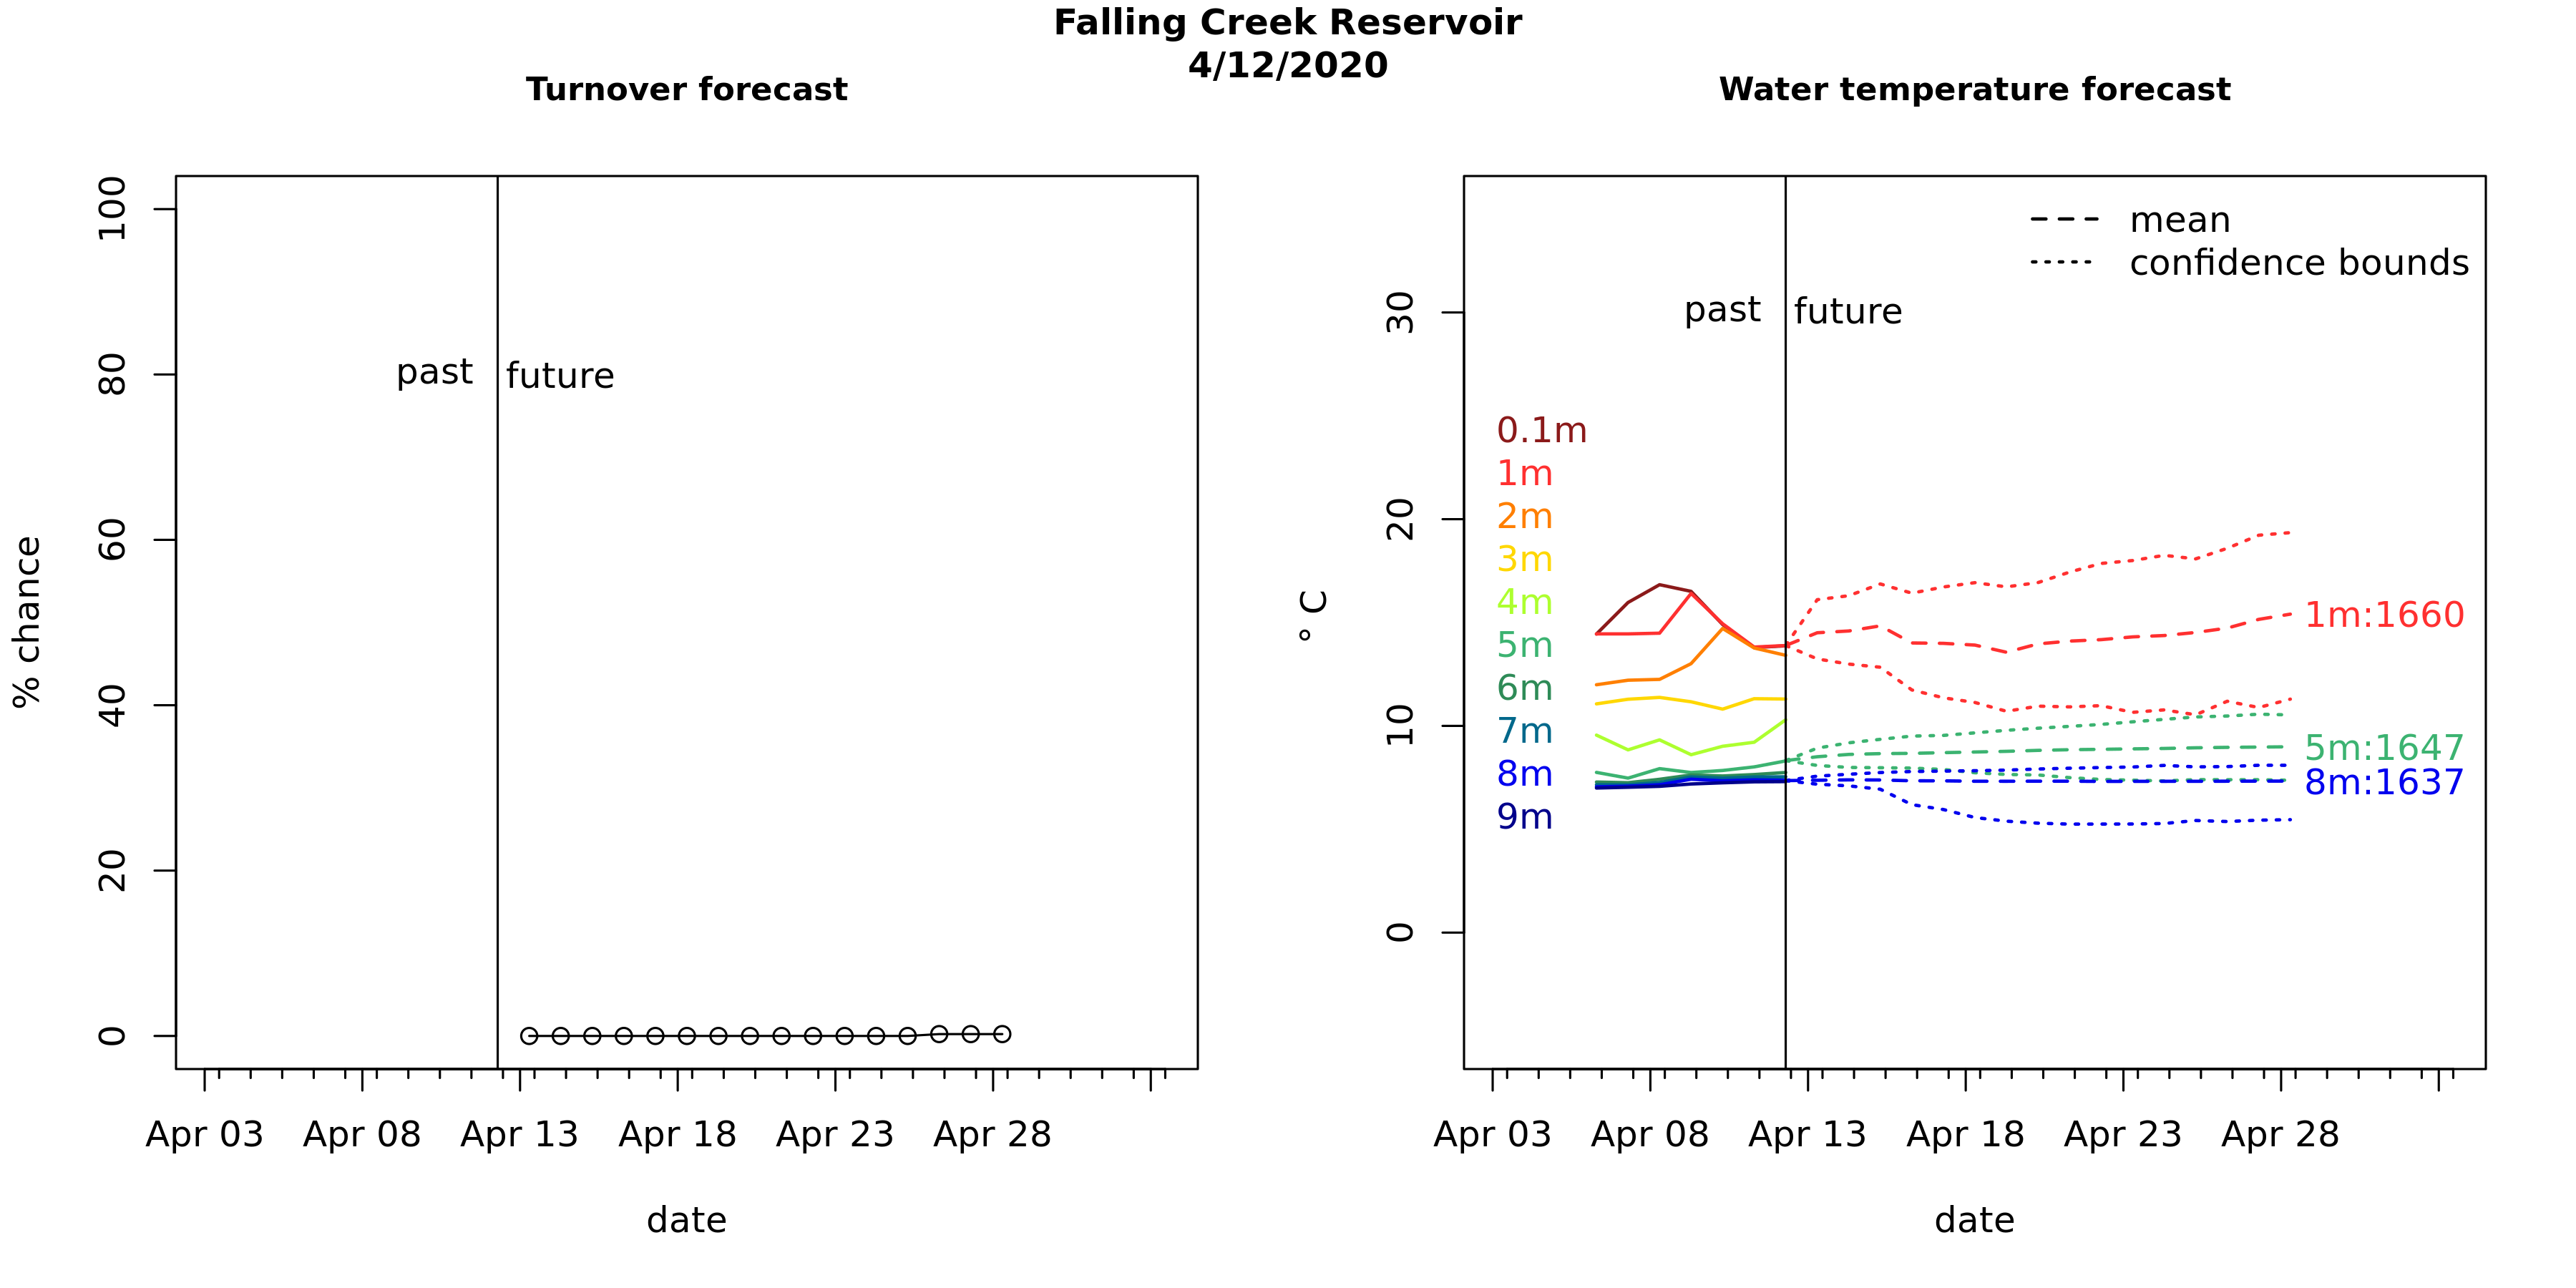 Falling Creek Reservoir
4/12/2020
Turnover forecast
% chance
100
80
60
40
20
0
past
future
Apr 03
Apr 08
Apr 13
Apr 18
Apr 23
Apr 28
date
Water temperature forecast
° C
30
20
10
0
mean
confidence bounds
past
future
0.1m
1m
2m
3m
4m
5m
6m
7m
8m
9m
1m:1660
5m:1647
8m:1637
Apr 03
Apr 08
Apr 13
Apr 18
Apr 23
Apr 28
date